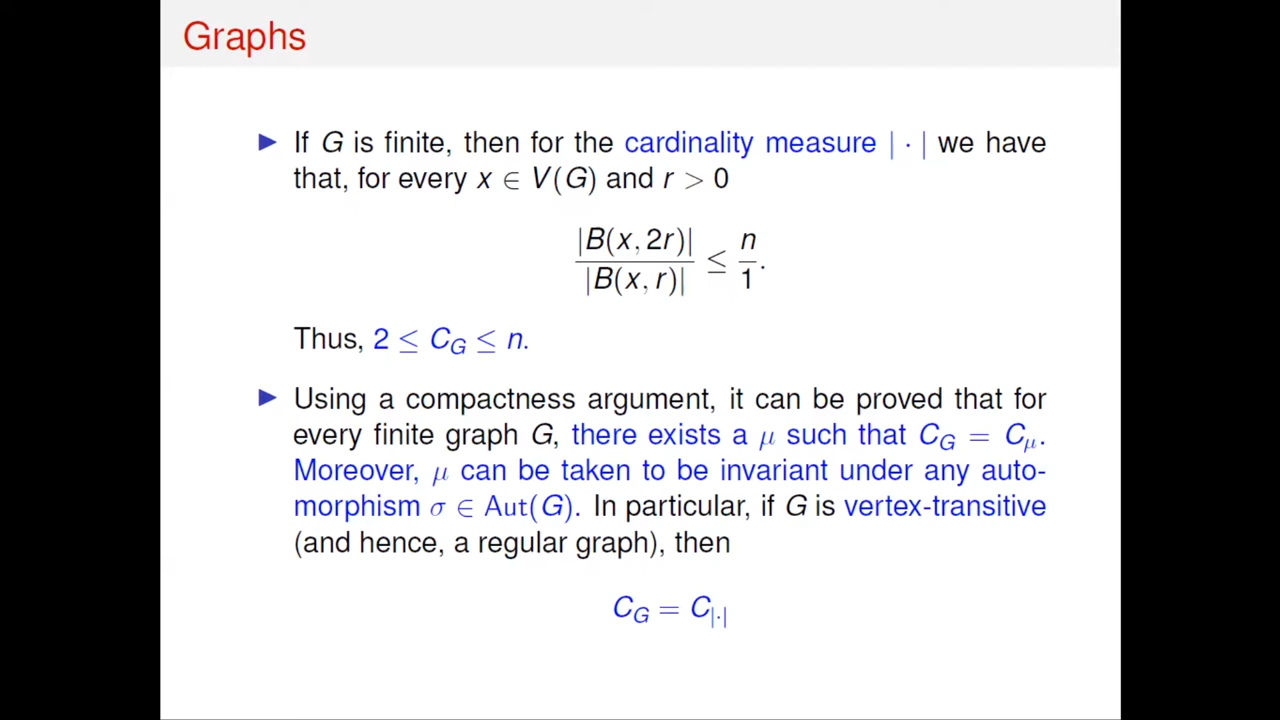 Graphs
▶ If G is finite, then for the cardinality measure | · | we have
that, for every x ∈ V(G) and r > 0
|B(x, 2r)| / |B(x, r)| ≤ n / 1.
Thus, 2 ≤ C_G ≤ n.
▶ Using a compactness argument, it can be proved that for
every finite graph G, there exists a μ such that C_G = C_μ.
Moreover, μ can be taken to be invariant under any auto-
morphism σ ∈ Aut(G). In particular, if G is vertex-transitive
(and hence, a regular graph), then
C_G = C_|·|